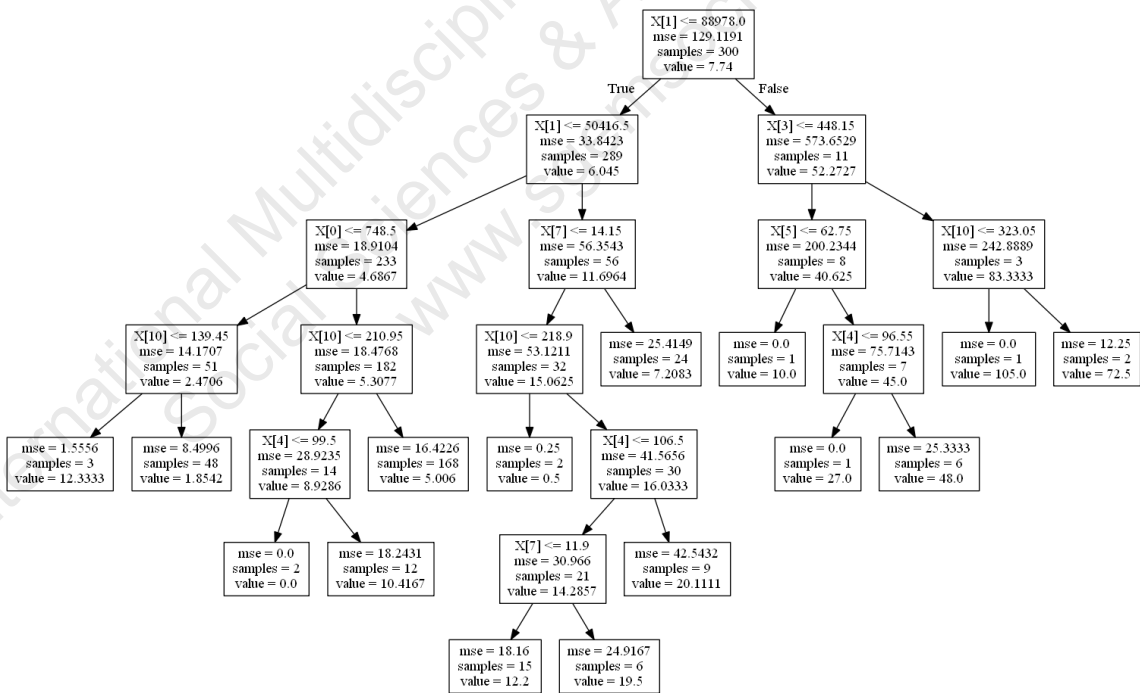 X[1] <= 88978.0
mse = 129.1191
samples = 300
value = 7.74
True
False
X[1] <= 50416.5
mse = 33.8423
samples = 289
value = 6.045
X[3] <= 448.15
mse = 573.6529
samples = 11
value = 52.2727
X[0] <= 748.5
mse = 18.9104
samples = 233
value = 4.6867
X[7] <= 14.15
mse = 56.3543
samples = 56
value = 11.6964
X[5] <= 62.75
mse = 200.2344
samples = 8
value = 40.625
X[10] <= 323.05
mse = 242.8889
samples = 3
value = 83.3333
X[10] <= 139.45
mse = 14.1707
samples = 51
value = 2.4706
X[10] <= 210.95
mse = 18.4768
samples = 182
value = 5.3077
X[10] <= 218.9
mse = 53.1211
samples = 32
value = 15.0625
mse = 25.4149
samples = 24
value = 7.2083
mse = 0.0
samples = 1
value = 10.0
X[4] <= 96.55
mse = 75.7143
samples = 7
value = 45.0
mse = 0.0
samples = 1
value = 105.0
mse = 12.25
samples = 2
value = 72.5
mse = 1.5556
samples = 3
value = 12.3333
mse = 8.4996
samples = 48
value = 1.8542
X[4] <= 99.5
mse = 28.9235
samples = 14
value = 8.9286
mse = 16.4226
samples = 168
value = 5.006
mse = 0.25
samples = 2
value = 0.5
X[4] <= 106.5
mse = 41.5656
samples = 30
value = 16.0333
mse = 0.0
samples = 1
value = 27.0
mse = 25.3333
samples = 6
value = 48.0
mse = 0.0
samples = 2
value = 0.0
mse = 18.2431
samples = 12
value = 10.4167
X[7] <= 11.9
mse = 30.966
samples = 21
value = 14.2857
mse = 42.5432
samples = 9
value = 20.1111
mse = 18.16
samples = 15
value = 12.2
mse = 24.9167
samples = 6
value = 19.5
Social Sciences &